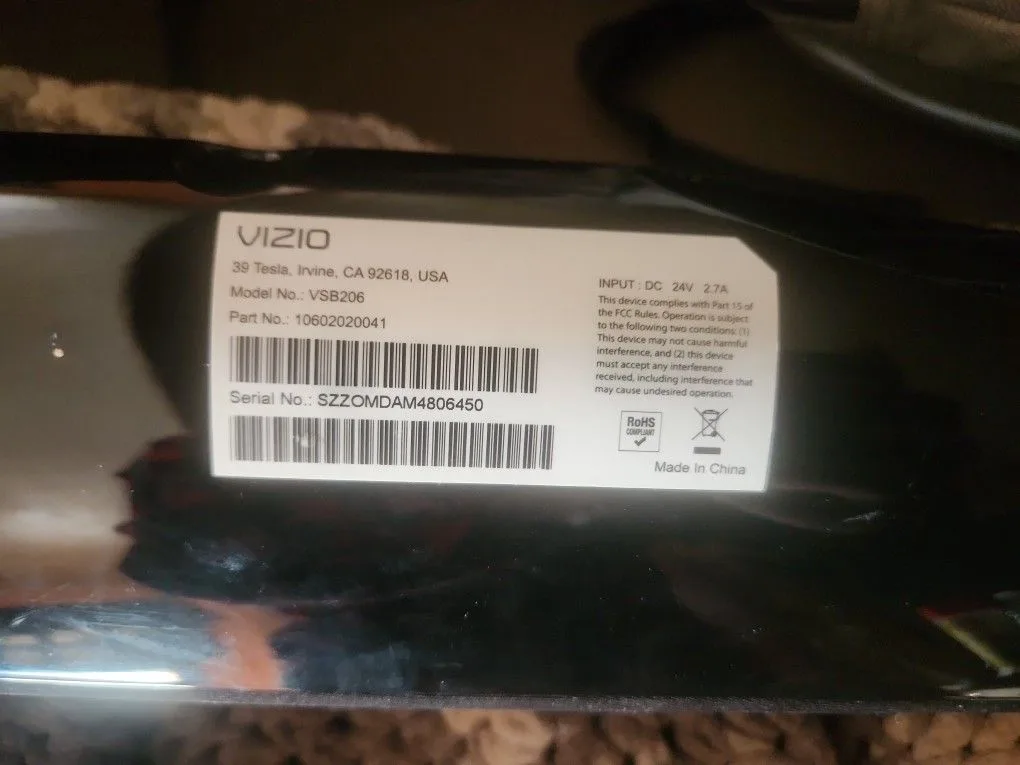 VIZIO
39 Tesla, Irvine, CA 92618, USA
Model No.: VSB206
Part No.: 10602020041
Serial No.: SZZOMDAM4806450
INPUT : DC 24V 2.7A
This device complies with Part 15 of
the FCC Rules. Operation is subject
to the following two conditions: (1)
This device may not cause harmful
interference, and (2) this device
must accept any interference
received, including interference that
may cause undesired operation.
RoHS
COMPLIANT
Made In China